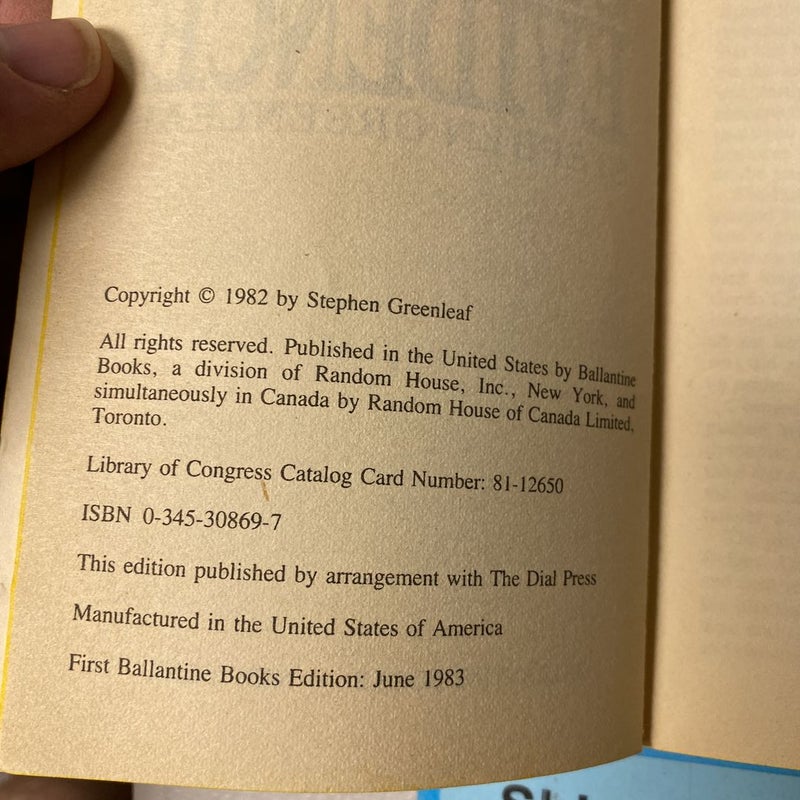 Copyright © 1982 by Stephen Greenleaf
All rights reserved. Published in the United States by Ballantine
Books, a division of Random House, Inc., New York, and
simultaneously in Canada by Random House of Canada Limited,
Toronto.
Library of Congress Catalog Card Number: 81-12650
ISBN 0-345-30869-7
This edition published by arrangement with The Dial Press
Manufactured in the United States of America
First Ballantine Books Edition: June 1983